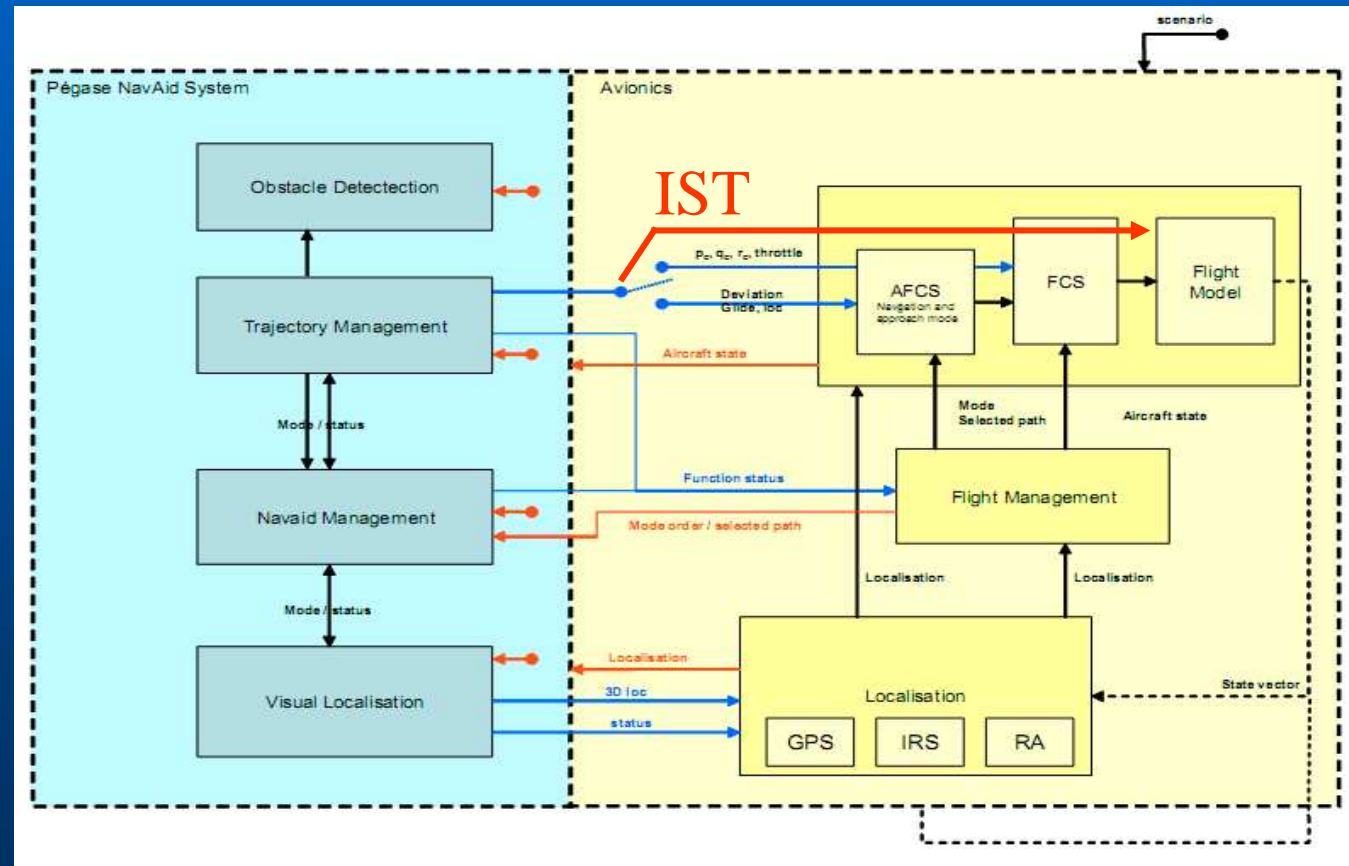 scenario
Pégase NavAid System
Avionics
Obstacle Detectection
IST
p_c, q_c, r_c, throttle
Deviation
Glide, loc
AFCS
Navigation and
approach mode
FCS
Flight
Model
Trajectory Management
Aircraft state
Mode
Selected path
Aircraft state
Mode / status
Function status
Flight Management
Navaid Management
Mode order / selected path
Localisation
Localisation
Mode / status
Localisation
Visual Localisation
3D loc
status
Localisation
State vector
GPS
IRS
RA